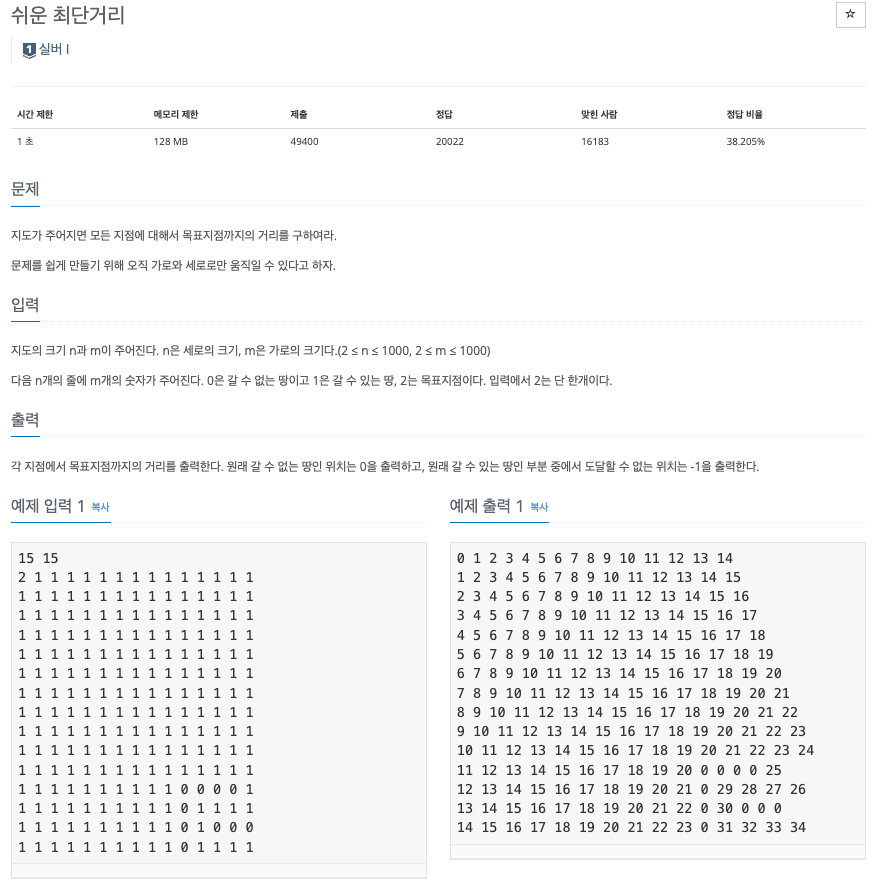 쉬운 최단거리
☆
1 실버 I
시간 제한 메모리 제한 제출 정답 맞힌 사람 정답 비율
1 초 128 MB 49400 20022 16183 38.205%
문제
지도가 주어지면 모든 지점에 대해서 목표지점까지의 거리를 구하여라.
문제를 쉽게 만들기 위해 오직 가로와 세로로만 움직일 수 있다고 하자.
입력
지도의 크기 n과 m이 주어진다. n은 세로의 크기, m은 가로의 크기다.(2 ≤ n ≤ 1000, 2 ≤ m ≤ 1000)
다음 n개의 줄에 m개의 숫자가 주어진다. 0은 갈 수 없는 땅이고 1은 갈 수 있는 땅, 2는 목표지점이다. 입력에서 2는 단 한개이다.
출력
각 지점에서 목표지점까지의 거리를 출력한다. 원래 갈 수 없는 땅인 위치는 0을 출력하고, 원래 갈 수 있는 땅인 부분 중에서 도달할 수 없는 위치는 -1을 출력한다.
예제 입력 1 복사
15 15
2 1 1 1 1 1 1 1 1 1 1 1 1 1 1
1 1 1 1 1 1 1 1 1 1 1 1 1 1 1
1 1 1 1 1 1 1 1 1 1 1 1 1 1 1
1 1 1 1 1 1 1 1 1 1 1 1 1 1 1
1 1 1 1 1 1 1 1 1 1 1 1 1 1 1
1 1 1 1 1 1 1 1 1 1 1 1 1 1 1
1 1 1 1 1 1 1 1 1 1 1 1 1 1 1
1 1 1 1 1 1 1 1 1 1 1 1 1 1 1
1 1 1 1 1 1 1 1 1 1 1 1 1 1 1
1 1 1 1 1 1 1 1 1 1 1 1 1 1 1
1 1 1 1 1 1 1 1 1 1 1 1 1 1 1
1 1 1 1 1 1 1 1 1 1 0 0 0 0 1
1 1 1 1 1 1 1 1 1 1 0 1 1 1 1
1 1 1 1 1 1 1 1 1 1 0 1 0 0 0
1 1 1 1 1 1 1 1 1 1 0 1 1 1 1
예제 출력 1 복사
0 1 2 3 4 5 6 7 8 9 10 11 12 13 14
1 2 3 4 5 6 7 8 9 10 11 12 13 14 15
2 3 4 5 6 7 8 9 10 11 12 13 14 15 16
3 4 5 6 7 8 9 10 11 12 13 14 15 16 17
4 5 6 7 8 9 10 11 12 13 14 15 16 17 18
5 6 7 8 9 10 11 12 13 14 15 16 17 18 19
6 7 8 9 10 11 12 13 14 15 16 17 18 19 20
7 8 9 10 11 12 13 14 15 16 17 18 19 20 21
8 9 10 11 12 13 14 15 16 17 18 19 20 21 22
9 10 11 12 13 14 15 16 17 18 19 20 21 22 23
10 11 12 13 14 15 16 17 18 19 20 21 22 23 24
11 12 13 14 15 16 17 18 19 20 0 0 0 0 25
12 13 14 15 16 17 18 19 20 21 0 29 28 27 26
13 14 15 16 17 18 19 20 21 22 0 30 0 0 0
14 15 16 17 18 19 20 21 22 23 0 31 32 33 34